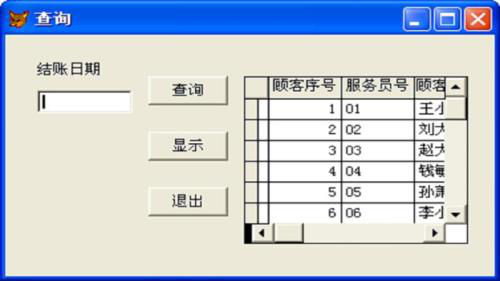 查询
结账日期
查询
显示
退出
顾客序号 服务员号 顾客
1 01 王小
2 02 刘大
3 03 赵大
4 04 钱敏
5 05 孙萧
6 06 李小